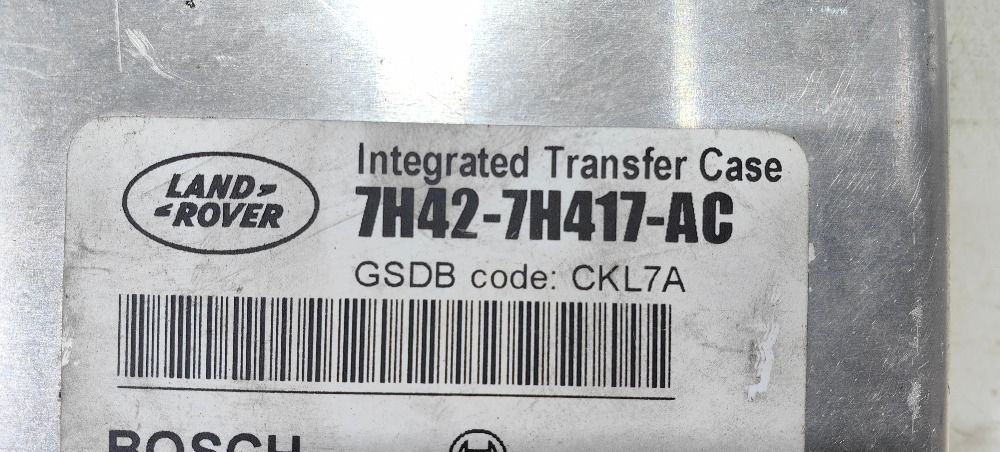 LAND
ROVER
Integrated Transfer Case
7H42-7H417-AC
GSDB code: CKL7A
BOSCH